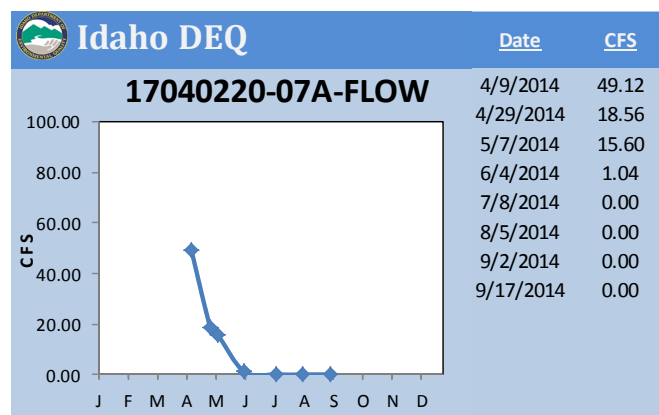 Idaho DEQ
17040220-07A-FLOW
100.00
80.00
60.00
40.00
20.00
0.00
CFS
J F M A M J J A S O N D
Date CFS
4/9/2014 49.12
4/29/2014 18.56
5/7/2014 15.60
6/4/2014 1.04
7/8/2014 0.00
8/5/2014 0.00
9/2/2014 0.00
9/17/2014 0.00